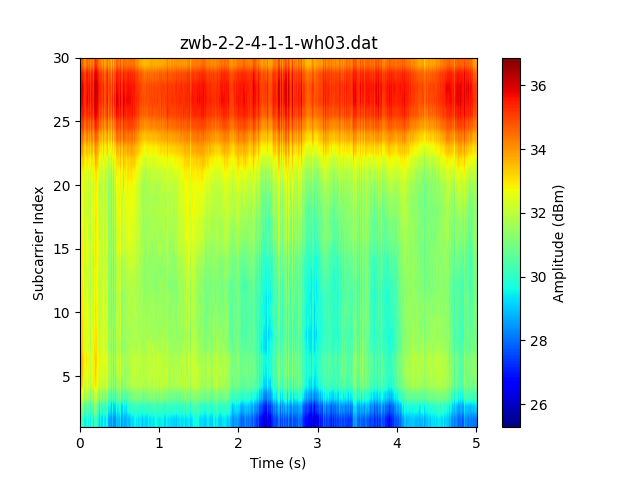 zwb-2-2-4-1-1-wh03.dat
30
25
20
15
10
5
Subcarrier Index
0 1 2 3 4 5
Time (s)
36
34
32
30
28
26
Amplitude (dBm)